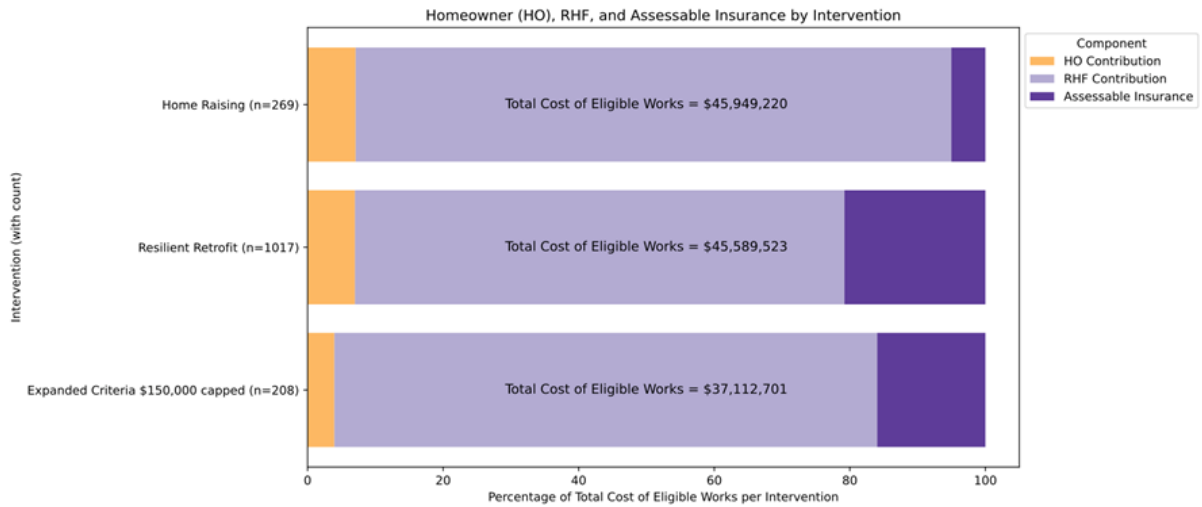 Homeowner (HO), RHF, and Assessable Insurance by Intervention
Component
HO Contribution
RHF Contribution
Assessable Insurance
Intervention (with count)
Home Raising (n=269)
Total Cost of Eligible Works = $45,949,220
Resilient Retrofit (n=1017)
Total Cost of Eligible Works = $45,589,523
Expanded Criteria $150,000 capped (n=208)
Total Cost of Eligible Works = $37,112,701
0 20 40 60 80 100
Percentage of Total Cost of Eligible Works per Intervention